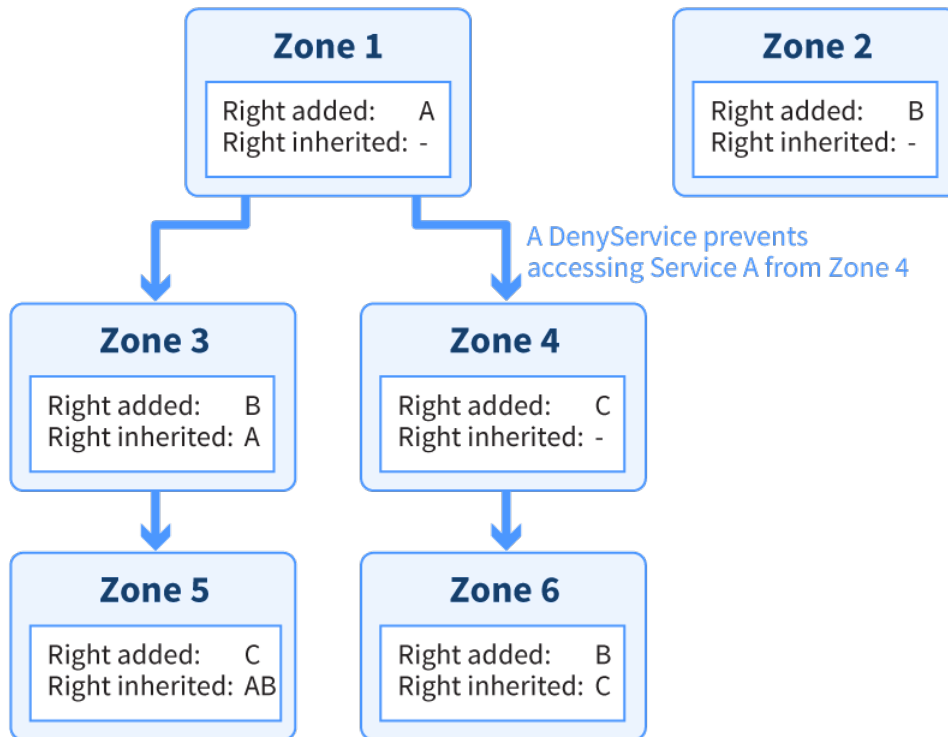 Zone 1
Right added: A
Right inherited: -
Zone 2
Right added: B
Right inherited: -
A DenyService prevents
accessing Service A from Zone 4
Zone 3
Right added: B
Right inherited: A
Zone 4
Right added: C
Right inherited: -
Zone 5
Right added: C
Right inherited: AB
Zone 6
Right added: B
Right inherited: C